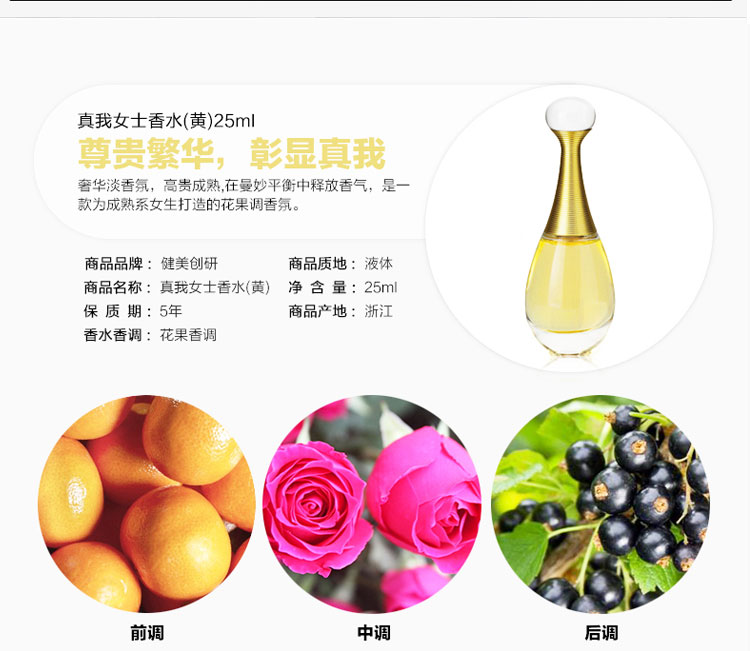 真我女士香水(黄)25ml
尊贵繁华，彰显真我
奢华淡香氛，高贵成熟,在曼妙平衡中释放香气，是一
款为成熟系女生打造的花果调香氛。
商品品牌：健美创研 商品质地：液体
商品名称：真我女士香水(黄) 净含量：25ml
保质期：5年 商品产地：浙江
香水香调：花果香调
前调 中调 后调